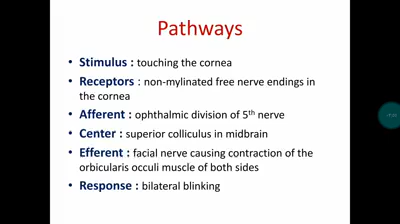 Pathways
• Stimulus : touching the cornea
• Receptors : non-mylinated free nerve endings in
the cornea
• Afferent : ophthalmic division of 5th nerve
• Center : superior colliculus in midbrain
• Efferent : facial nerve causing contraction of the
orbicularis occuli muscle of both sides
• Response : bilateral blinking